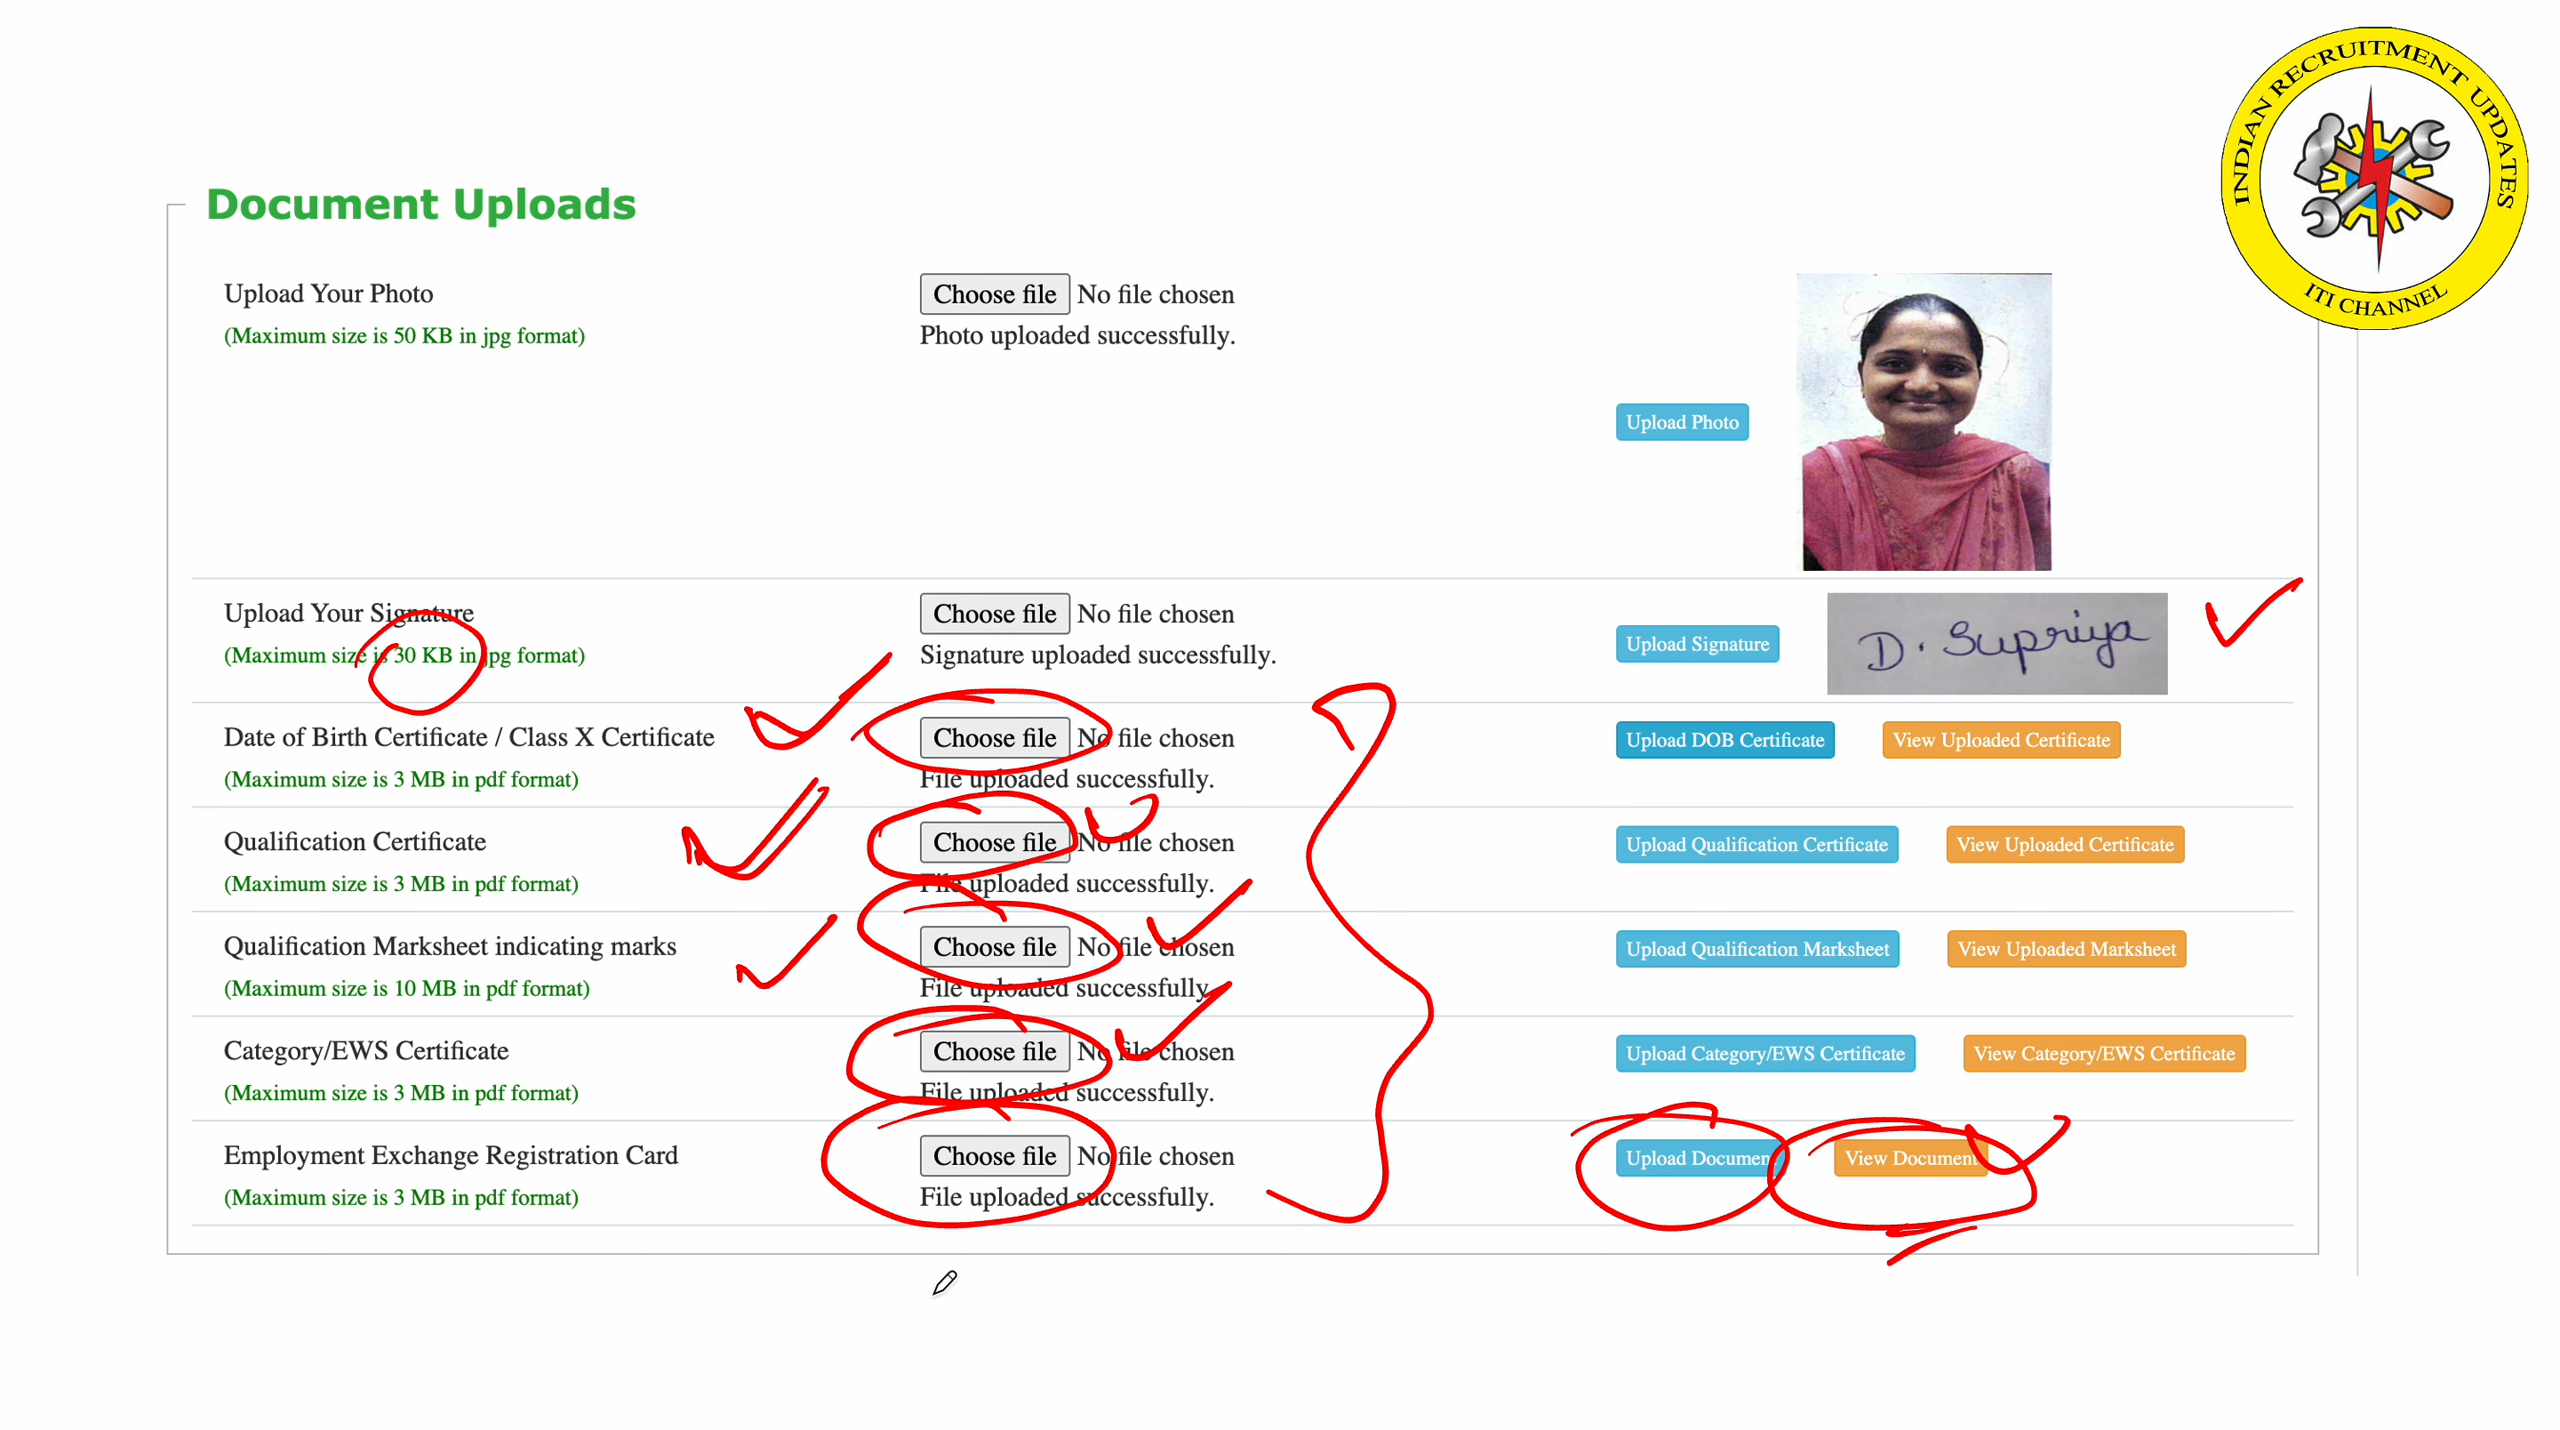 INDIAN RECRUITMENT UPDATES
ITI CHANNEL
Document Uploads
Upload Your Photo
Choose file No file chosen
(Maximum size is 50 KB in jpg format)
Photo uploaded successfully.
Upload Photo
Upload Your Signature
Choose file No file chosen
(Maximum size is 30 KB in jpg format)
Signature uploaded successfully.
Upload Signature
D. Supriya
Date of Birth Certificate / Class X Certificate
Choose file No file chosen
Upload DOB Certificate View Uploaded Certificate
(Maximum size is 3 MB in pdf format)
File uploaded successfully.
Qualification Certificate
Choose file No file chosen
Upload Qualification Certificate View Uploaded Certificate
(Maximum size is 3 MB in pdf format)
File uploaded successfully.
Qualification Marksheet indicating marks
Choose file No file chosen
Upload Qualification Marksheet View Uploaded Marksheet
(Maximum size is 10 MB in pdf format)
File uploaded successfully.
Category/EWS Certificate
Choose file No file chosen
Upload Category/EWS Certificate View Category/EWS Certificate
(Maximum size is 3 MB in pdf format)
File uploaded successfully.
Employment Exchange Registration Card
Choose file No file chosen
Upload Document View Document
(Maximum size is 3 MB in pdf format)
File uploaded successfully.